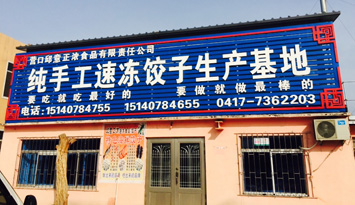 营口邱意正浓食品有限责任公司
纯手工速冻饺子生产基地
要吃就吃最好的 要做就做最棒的
电话:15140784755 15140784655 0417-7362203